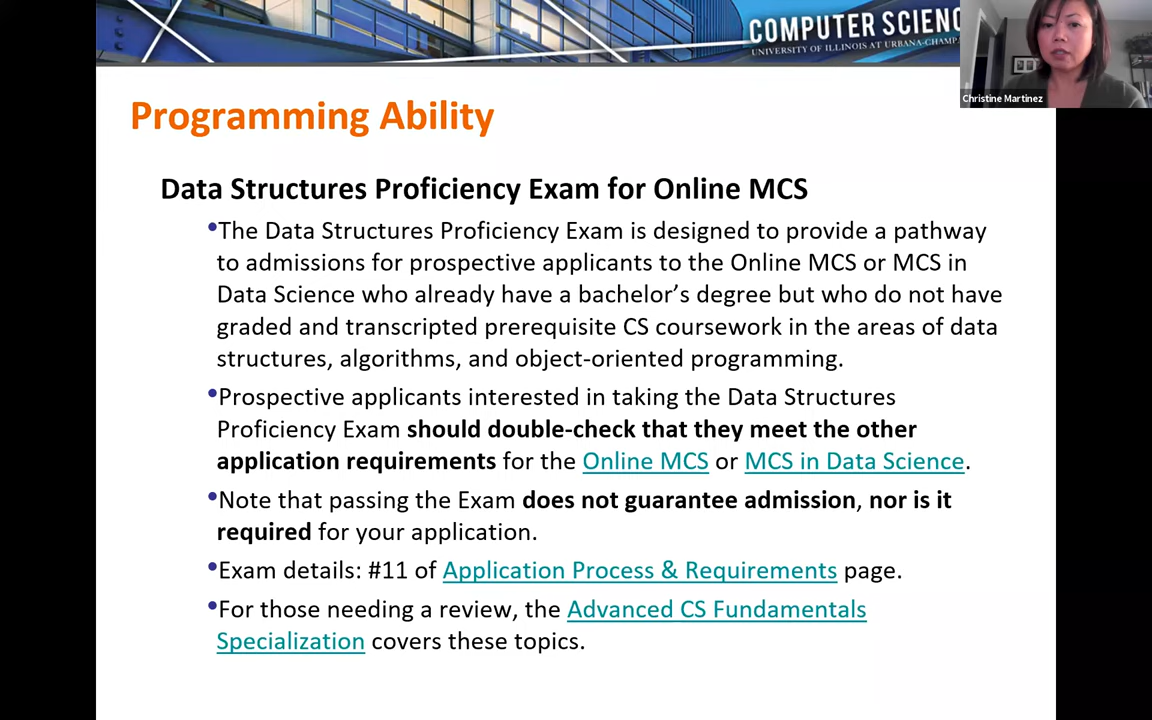 COMPUTER SCIENC
UNIVERSITY OF ILLINOIS AT URBANA-CHAMP
Christine Martinez
Programming Ability
Data Structures Proficiency Exam for Online MCS
•The Data Structures Proficiency Exam is designed to provide a pathway
to admissions for prospective applicants to the Online MCS or MCS in
Data Science who already have a bachelor’s degree but who do not have
graded and transcripted prerequisite CS coursework in the areas of data
structures, algorithms, and object-oriented programming.
•Prospective applicants interested in taking the Data Structures
Proficiency Exam should double-check that they meet the other
application requirements for the Online MCS or MCS in Data Science.
•Note that passing the Exam does not guarantee admission, nor is it
required for your application.
•Exam details: #11 of Application Process & Requirements page.
•For those needing a review, the Advanced CS Fundamentals
Specialization covers these topics.